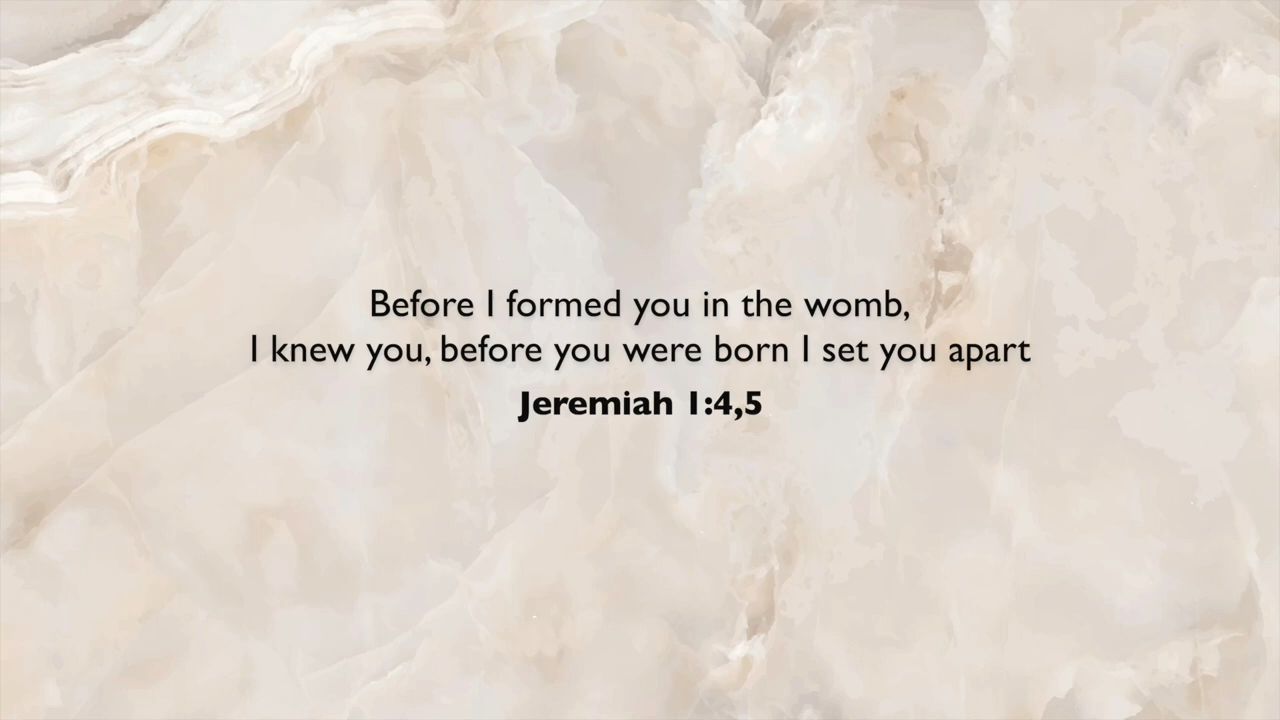 Before I formed you in the womb,
I knew you, before you were born I set you apart
Jeremiah 1:4,5